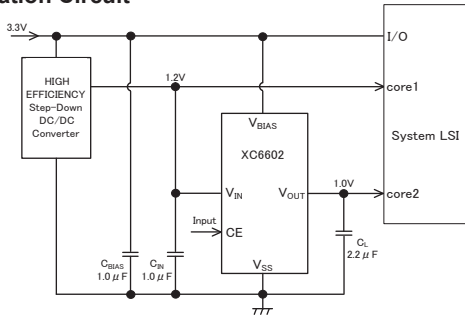 ation Circuit
3.3V
I/O
HIGH
EFFICIENCY
Step-Down
DC/DC
Converter
1.2V
core1
VBIAS
System LSI
XC6602
VIN
VOUT
1.0V
core2
Input
CE
CBIAS
1.0μF
CIN
1.0μF
VSS
CL
2.2μF